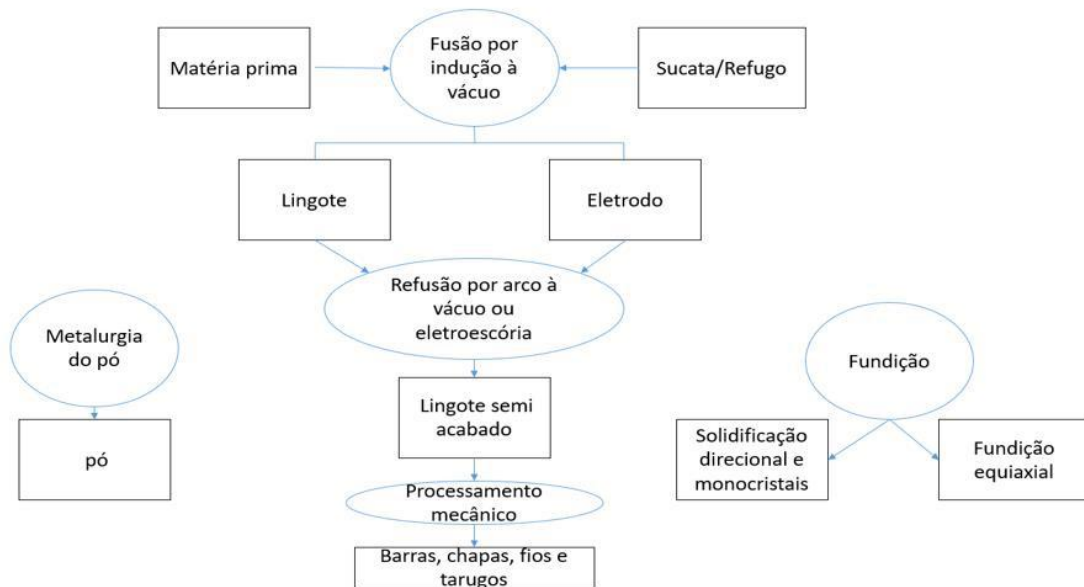 Matéria prima
Fusão por
indução à
vácuo
Sucata/Refugo
Lingote
Eletrodo
Refusão por arco à
vácuo ou
eletroescória
Metalurgia
do pó
Fundição
Lingote semi
acabado
pó
Solidificação
direcional e
monocristais
Fundição
equiaxial
Processamento
mecânico
Barras, chapas, fios e
tarugos